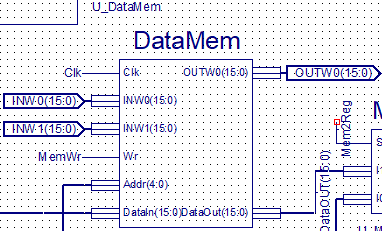 U_DataMem
DataMem
Clk
Clk
OUTW0(15:0)
OUTW0(15:0)
INW0(15:0)
INW0(15:0)
INW1(15:0)
INW1(15:0)
MemWr
Wr
Addr(4:0)
DataIn(15:0)
DataOut(15:0)
Mem2Reg
DataOUT(15:0)
M
S